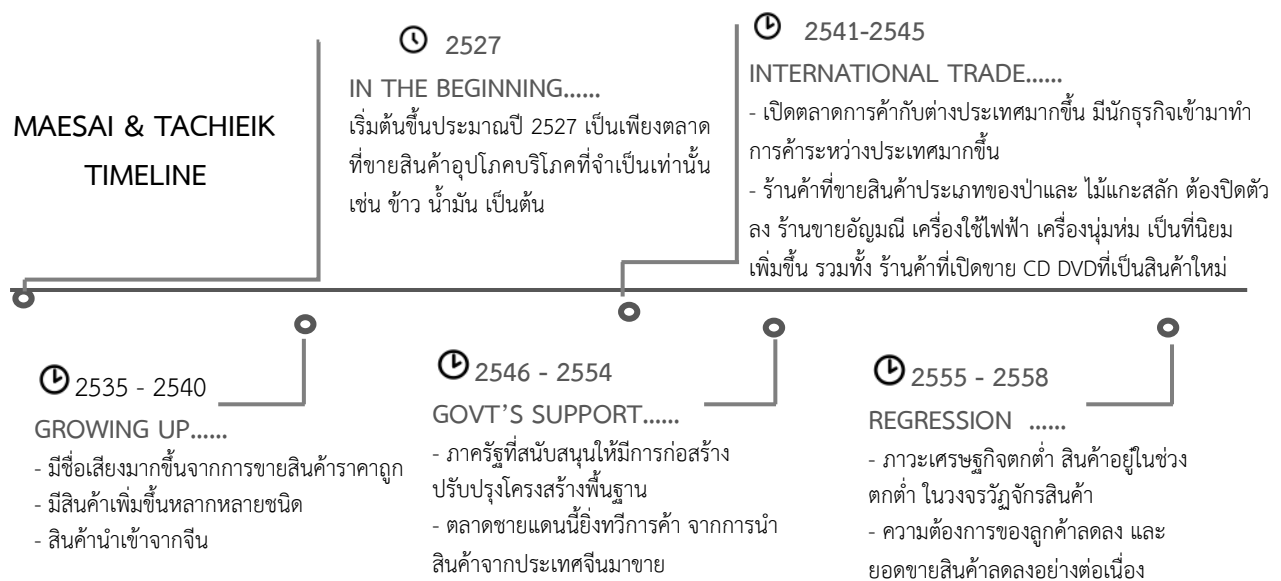 MAESAI & TACHIEIK
TIMELINE
2527
IN THE BEGINNING......
เริ่มต้นขึ้นประมาณปี 2527 เป็นเพียงตลาด
ที่ขายสินค้าอุปโภคบริโภคที่จำเป็นเท่านั้น
เช่น ข้าว น้ำมัน เป็นต้น
2541-2545
INTERNATIONAL TRADE......
- เปิดตลาดการค้ากับต่างประเทศมากขึ้น มีนักธุรกิจเข้ามาทำ
การค้าระหว่างประเทศมากขึ้น
- ร้านค้าที่ขายสินค้าประเภทของป่าและ ไม้แกะสลัก ต้องปิดตัว
ลง ร้านขายอัญมณี เครื่องใช้ไฟฟ้า เครื่องนุ่มห่ม เป็นที่นิยม
เพิ่มขึ้น รวมทั้ง ร้านค้าที่เปิดขาย CD DVDที่เป็นสินค้าใหม่
2535 - 2540
GROWING UP......
- มีชื่อเสียงมากขึ้นจากการขายสินค้าราคาถูก
- มีสินค้าเพิ่มขึ้นหลากหลายชนิด
- สินค้านำเข้าจากจีน
2546 - 2554
GOVT'S SUPPORT......
- ภาครัฐที่สนับสนุนให้มีการก่อสร้าง
ปรับปรุงโครงสร้างพื้นฐาน
- ตลาดชายแดนนี้ยิ่งทวีการค้า จากการนำ
สินค้าจากประเทศจีนมาขาย
2555 - 2558
REGRESSION ......
- ภาวะเศรษฐกิจตกต่ำ สินค้าอยู่ในช่วง
ตกต่ำ ในวงจรวัฏจักรสินค้า
- ความต้องการของลูกค้าลดลง และ
ยอดขายสินค้าลดลงอย่างต่อเนื่อง